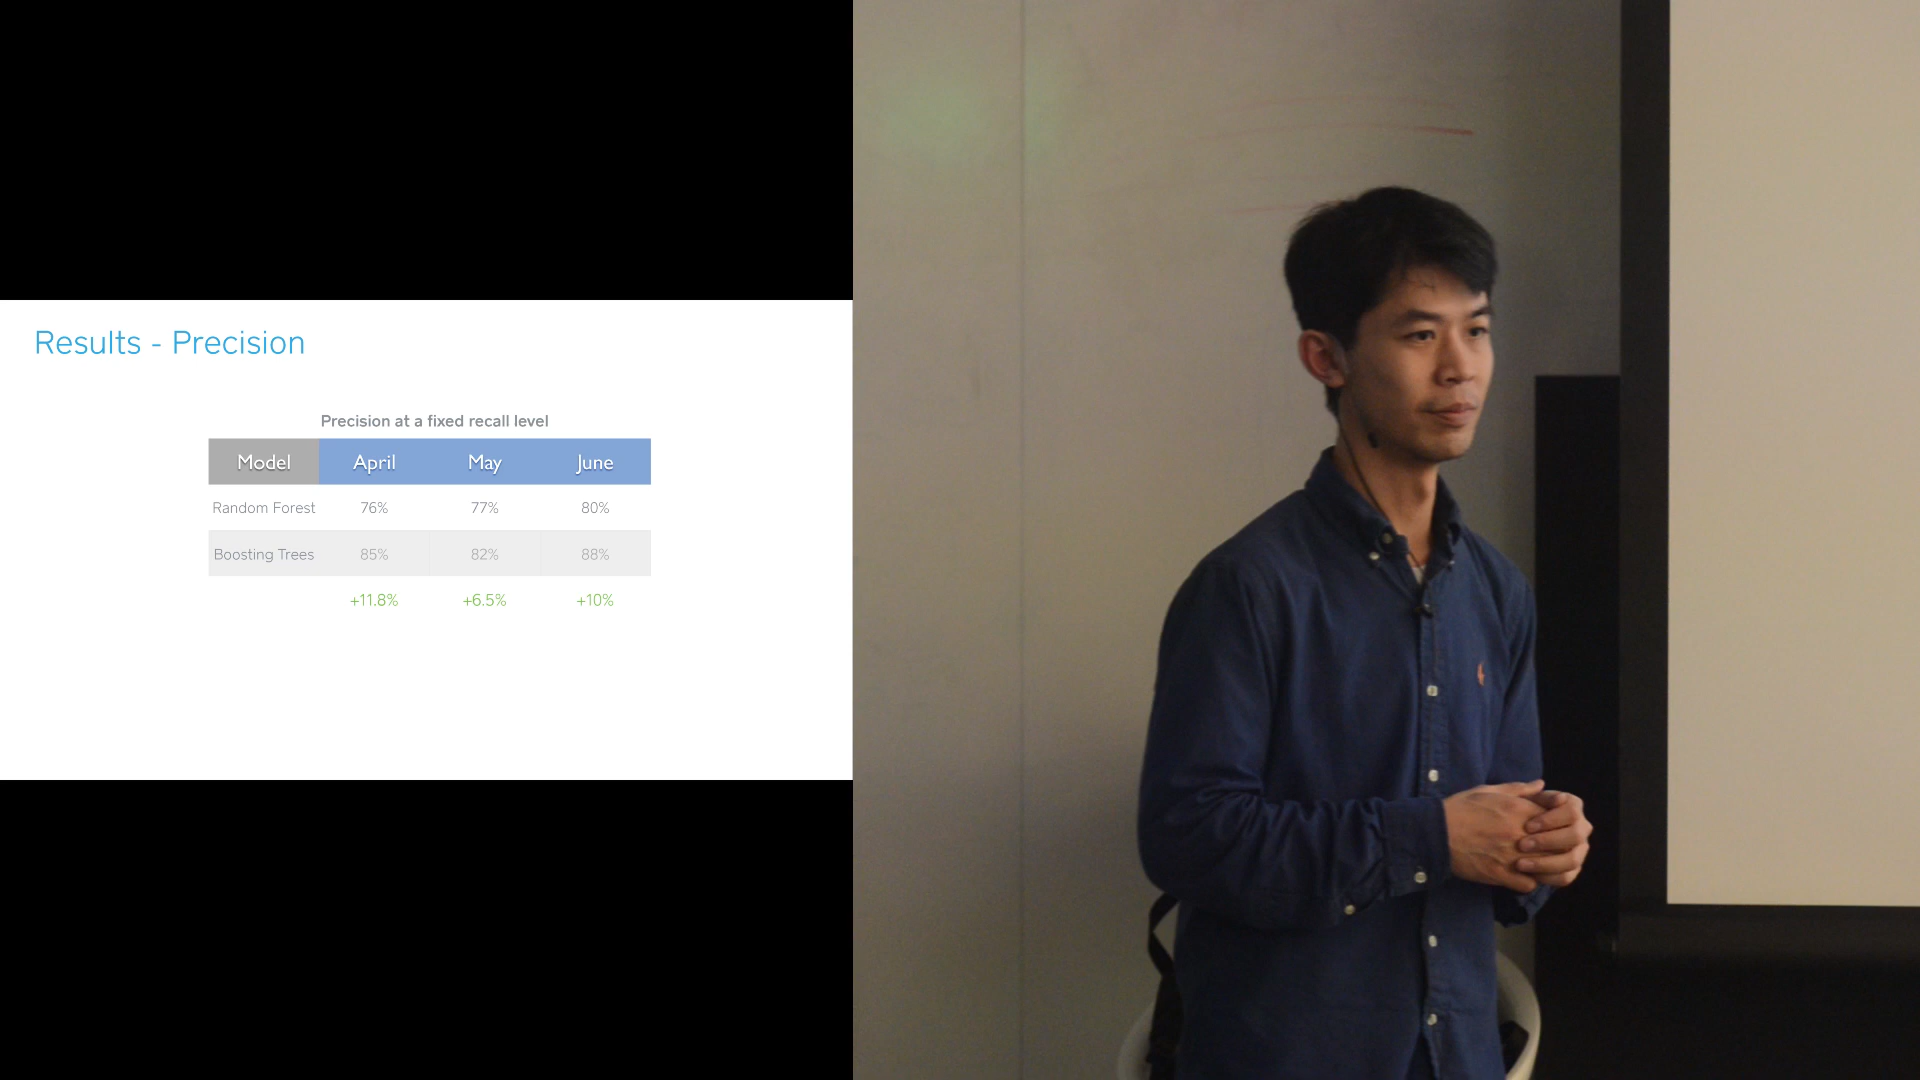 Results - Precision
Precision at a fixed recall level
Model April May June
Random Forest 76% 77% 80%
Boosting Trees 85% 82% 88%
+11.8% +6.5% +10%